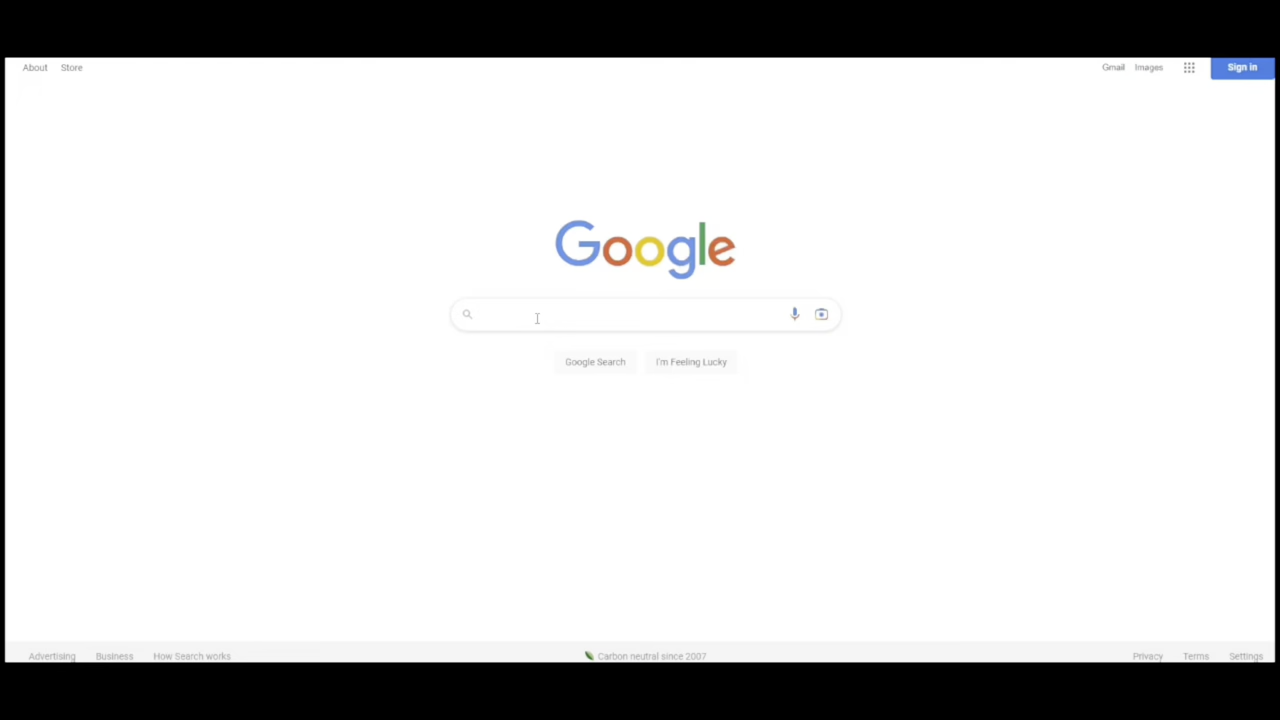 About Store Gmail Images Sign in
Google
Google Search I'm Feeling Lucky
Advertising Business How Search works Carbon neutral since 2007 Privacy Terms Settings